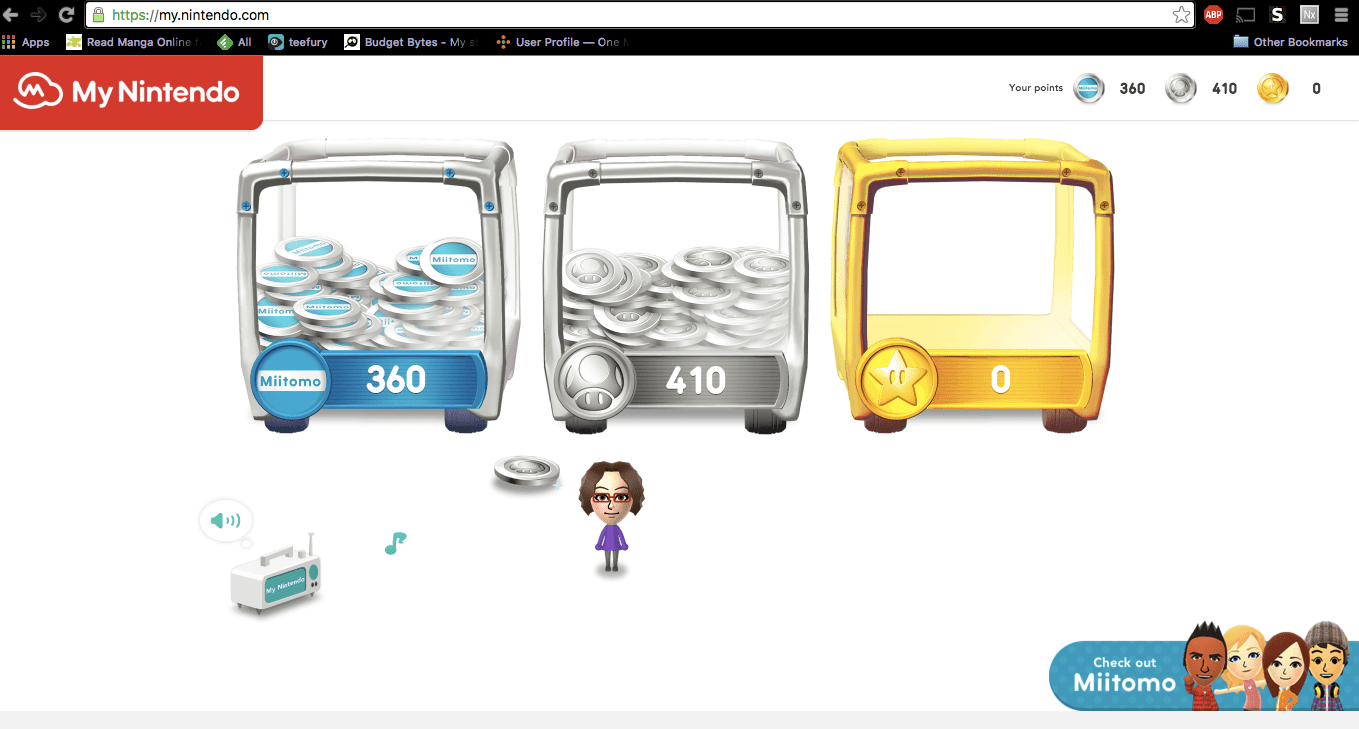 https://my.nintendo.com
ABP
S
Nx
Apps
Read Manga Online f
All
teefury
Budget Bytes - My s
User Profile — One N
Other Bookmarks
My Nintendo
Your points
Miitomo
360
410
0
Miitomo
Miitomo
Miitomo
Miitomo
Miitomo
360
410
0
My Nintendo
Check out
Miitomo